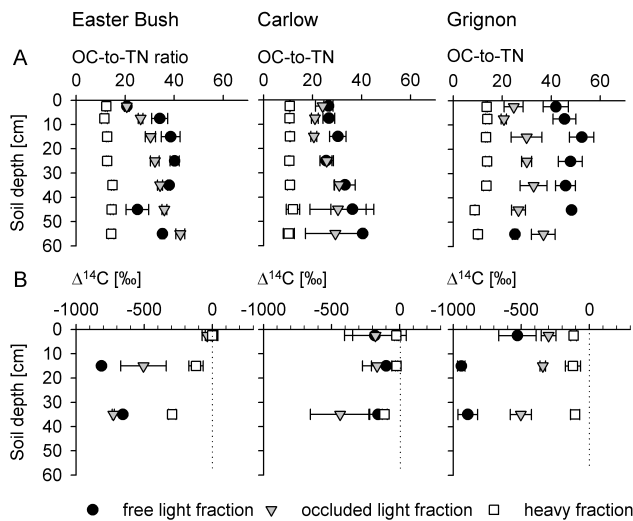 Easter Bush Carlow Grignon
A OC-to-TN ratio OC-to-TN OC-to-TN
0 20 40 60 0 20 40 60 0 20 40 60
Soil depth [cm]
0
10
20
30
40
50
60
B Δ14C [‰] Δ14C [‰] Δ14C [‰]
-1000 -500 0 -1000 -500 0 -1000 -500 0
Soil depth [cm]
0
10
20
30
40
50
60
free light fraction occluded light fraction heavy fraction